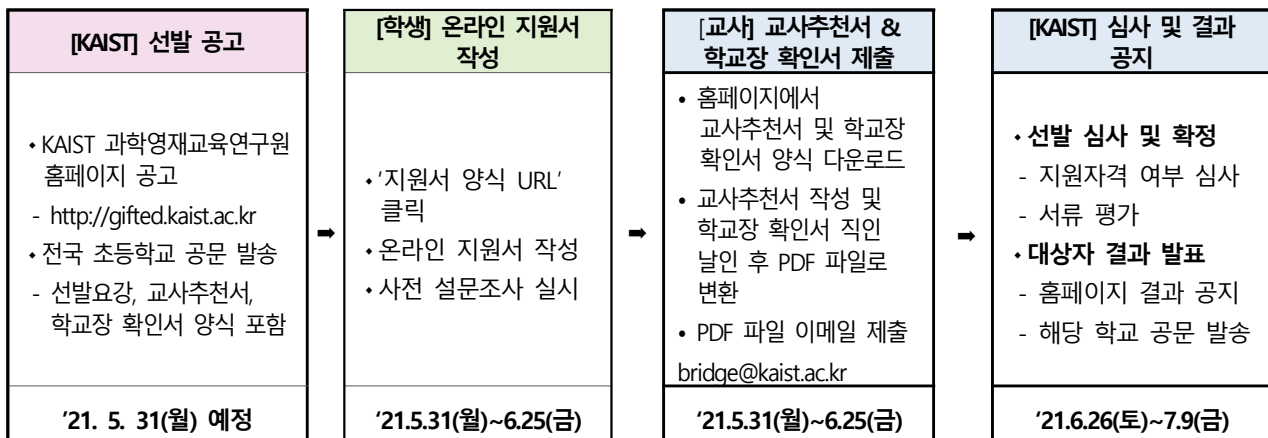 [KAIST] 선발 공고
◆ KAIST 과학영재교육연구원
홈페이지 공고
- http://gifted.kaist.ac.kr
◆ 전국 초등학교 공문 발송
- 선발요강, 교사추천서,
학교장 확인서 양식 포함
'21. 5. 31(월) 예정
➡
[학생] 온라인 지원서
작성
◆ '지원서 양식 URL'
클릭
◆ 온라인 지원서 작성
◆ 사전 설문조사 실시
'21.5.31(월)~6.25(금)
➡
[교사] 교사추천서 &
학교장 확인서 제출
• 홈페이지에서
교사추천서 및 학교장
확인서 양식 다운로드
• 교사추천서 작성 및
학교장 확인서 직인
날인 후 PDF 파일로
변환
• PDF 파일 이메일 제출
bridge@kaist.ac.kr
'21.5.31(월)~6.25(금)
➡
[KAIST] 심사 및 결과
공지
◆ 선발 심사 및 확정
- 지원자격 여부 심사
- 서류 평가
◆ 대상자 결과 발표
- 홈페이지 결과 공지
- 해당 학교 공문 발송
'21.6.26(토)~7.9(금)